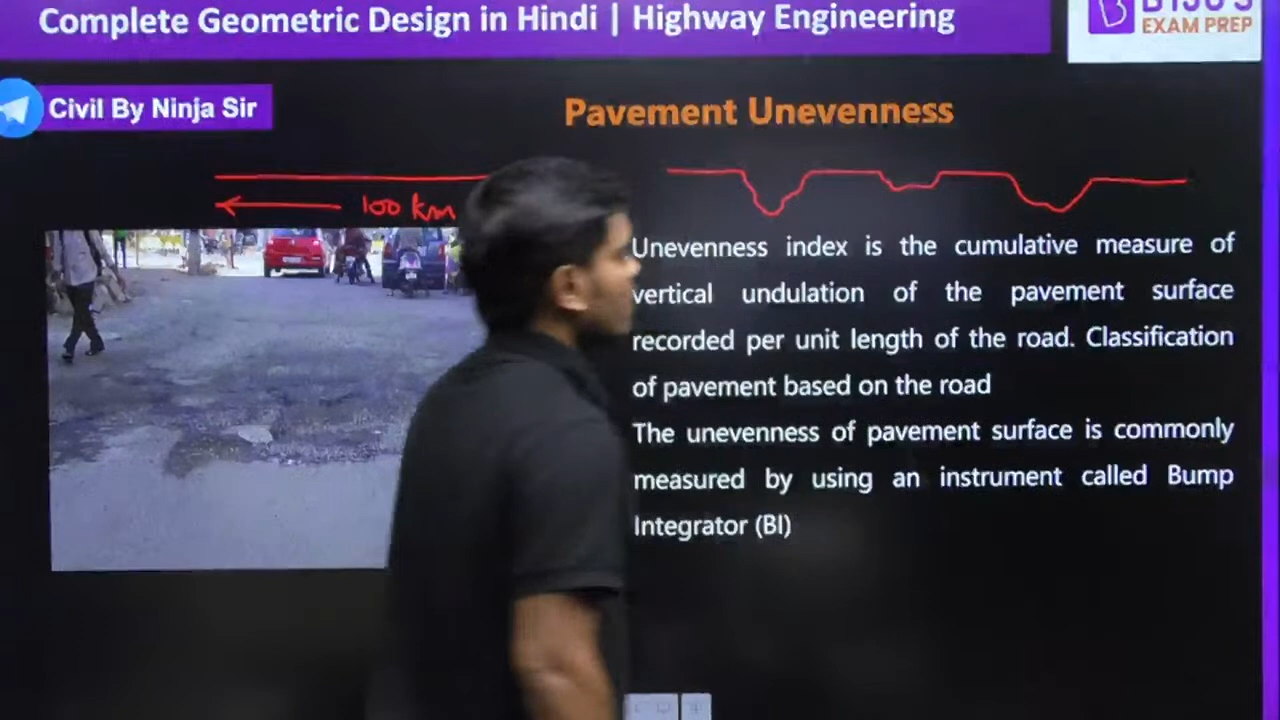 Complete Geometric Design in Hindi | Highway Engineering
BYJU'S
EXAM PREP
Civil By Ninja Sir
Pavement Unevenness
100 km
Unevenness index is the cumulative measure of
vertical undulation of the pavement surface
recorded per unit length of the road. Classification
of pavement based on the road
The unevenness of pavement surface is commonly
measured by using an instrument called Bump
Integrator (BI)